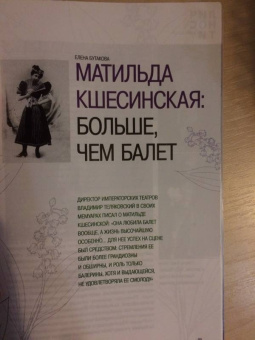 ЕЛЕНА БУТАКОВА
МАТИЛЬДА
КШЕСИНСКАЯ:
БОЛЬШЕ,
ЧЕМ БАЛЕТ
ДИРЕКТОР ИМПЕРАТОРСКИХ ТЕАТРОВ
ВЛАДИМИР ТЕЛЯКОВСКИЙ В СВОИХ
МЕМУАРАХ ПИСАЛ О МАТИЛЬДЕ
КШЕСИНСКОЙ: «ОНА ЛЮБИЛА БАЛЕТ
ВООБЩЕ, А ЖИЗНЬ ВЫСОЧАЙШУЮ
ОСОБЕННО... ДЛЯ НЕЕ УСПЕХ НА СЦЕНЕ
БЫЛ СРЕДСТВОМ. СТРЕМЛЕНИЯ ЕЕ
БЫЛИ БОЛЕЕ ГРАНДИОЗНЫ
И ОБШИРНЫ, И РОЛЬ ТОЛЬКО
БАЛЕРИНЫ, ХОТЯ И ВЫДАЮЩЕЙСЯ,
НЕ УДОВЛЕТВОРЯЛА ЕЕ СМОЛОДУ»